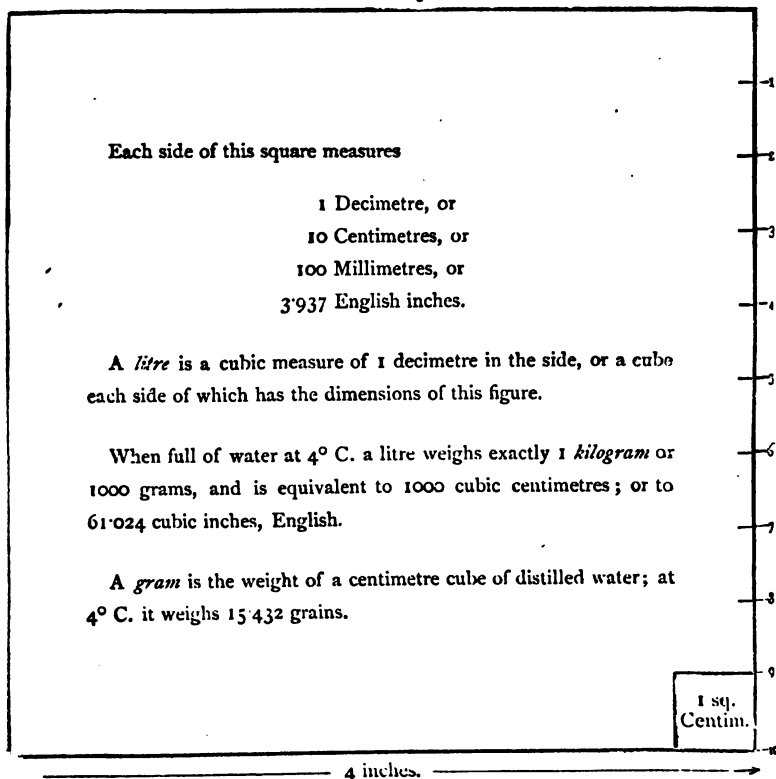 Each side of this square measures
1 Decimetre, or
10 Centimetres, or
100 Millimetres, or
3·937 English inches.
A litre is a cubic measure of 1 decimetre in the side, or a cube
each side of which has the dimensions of this figure.
When full of water at 4° C. a litre weighs exactly 1 kilogram or
1000 grams, and is equivalent to 1000 cubic centimetres; or to
61·024 cubic inches, English.
A gram is the weight of a centimetre cube of distilled water; at
4° C. it weighs 15·432 grains.
1
2
3
4
5
6
7
8
9
10
1 sq.
Centim.
4 inches.